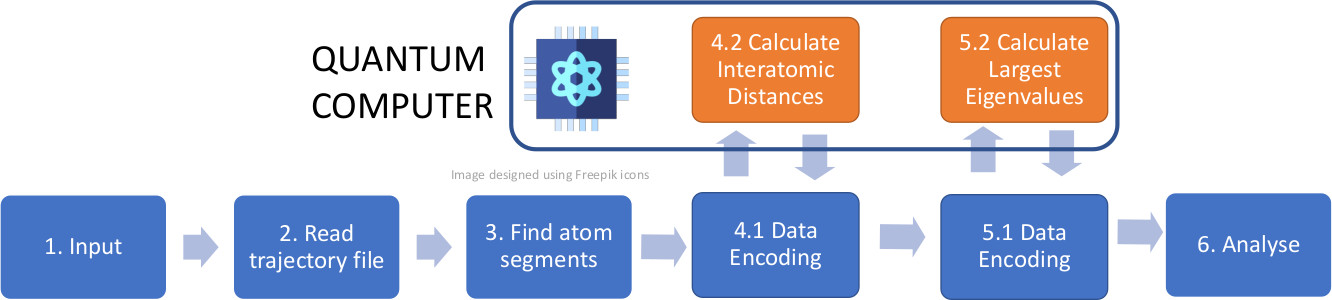 QUANTUM
COMPUTER
4.2 Calculate
Interatomic
Distances
5.2 Calculate
Largest
Eigenvalues
Image designed using Freepik icons
1. Input
2. Read
trajectory file
3. Find atom
segments
4.1 Data
Encoding
5.1 Data
Encoding
6. Analyse